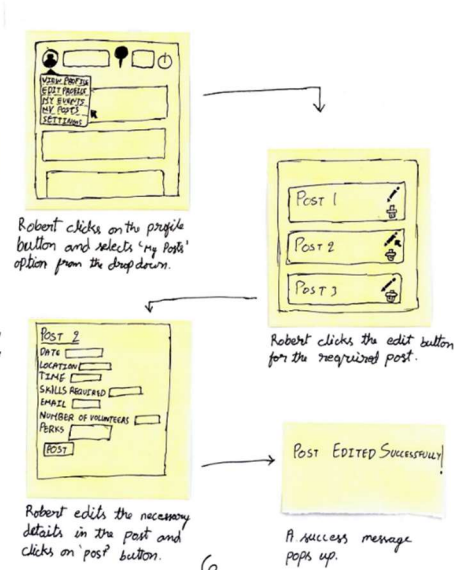 VIEW PROFILE
EDIT PROFILE
MY EVENTS
MY POSTS
SETTINGS
Robert clicks on the profile
button and selects 'My Posts'
option from the dropdown.
POST 1
POST 2
POST 3
Robert clicks the edit button
for the required post.
POST 2
DATE
LOCATION
TIME
SKILLS REQUIRED
EMAIL
NUMBER OF VOLUNTEERS
PERKS
POST
Robert edits the necessary
details in the post and
clicks on 'post' button.
POST EDITED SUCCESSFULLY!
A success message
pops up.